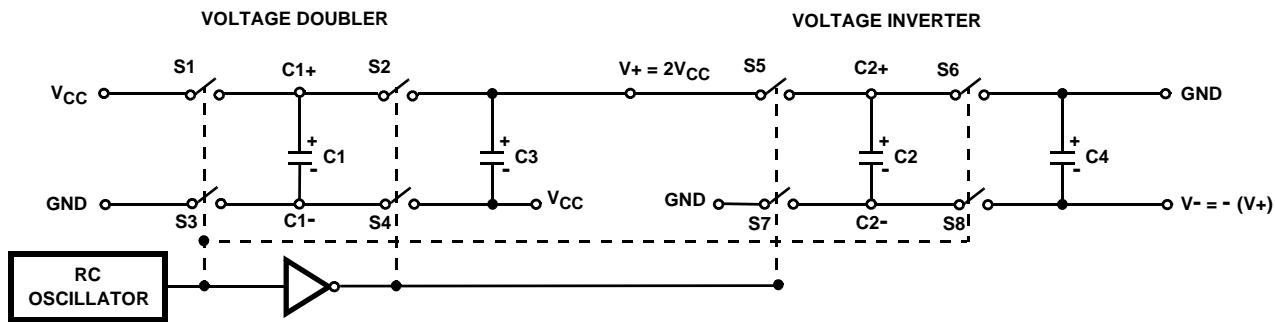 VOLTAGE DOUBLER
VOLTAGE INVERTER
S1
C1+
S2
V+ = 2VCC
S5
C2+
S6
VCC
GND
+
-
C1
+
-
C3
+
-
C2
+
-
C4
GND
S3
C1-
S4
VCC
GND
S7
C2-
S8
V- = - (V+)
RC
OSCILLATOR